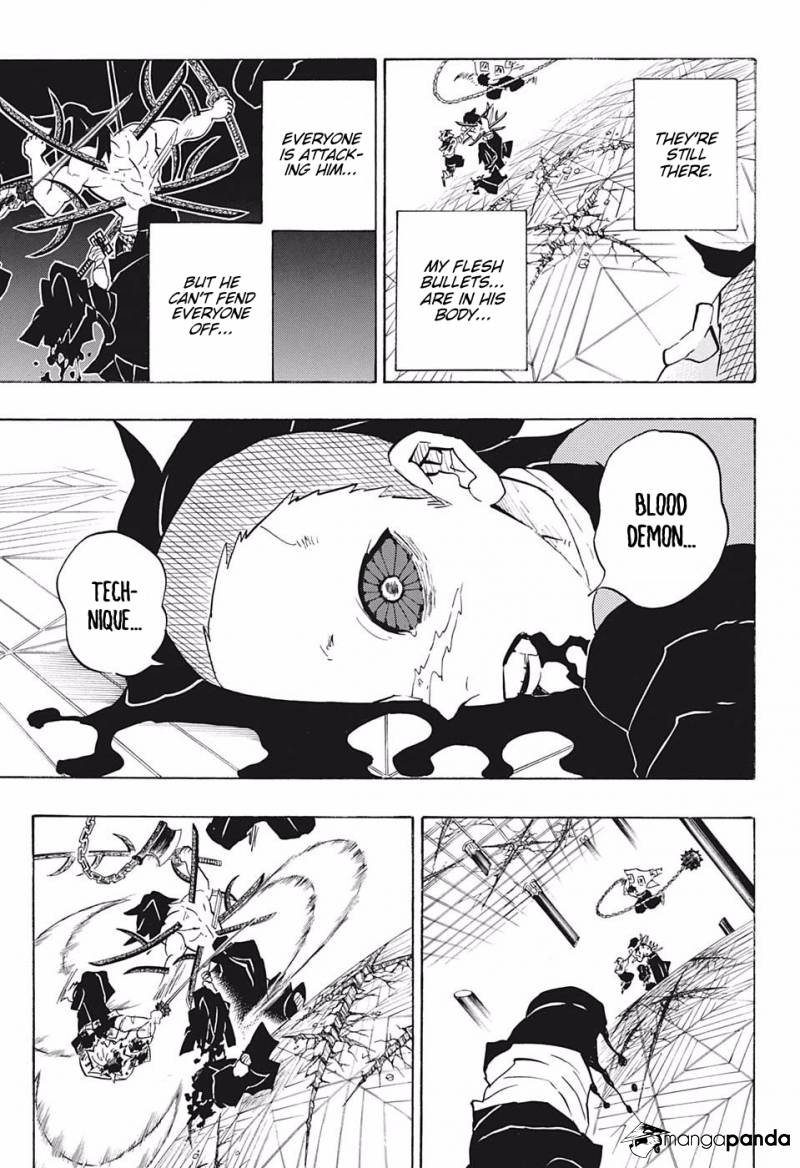 THEY'RE
STILL
THERE.
MY FLESH
BULLETS...
ARE IN HIS
BODY...
EVERYONE
IS ATTACK-
ING HIM...
BUT HE
CAN'T FEND
EVERYONE
OFF...
BLOOD
DEMON...
TECH-
NIQUE...
mangapanda